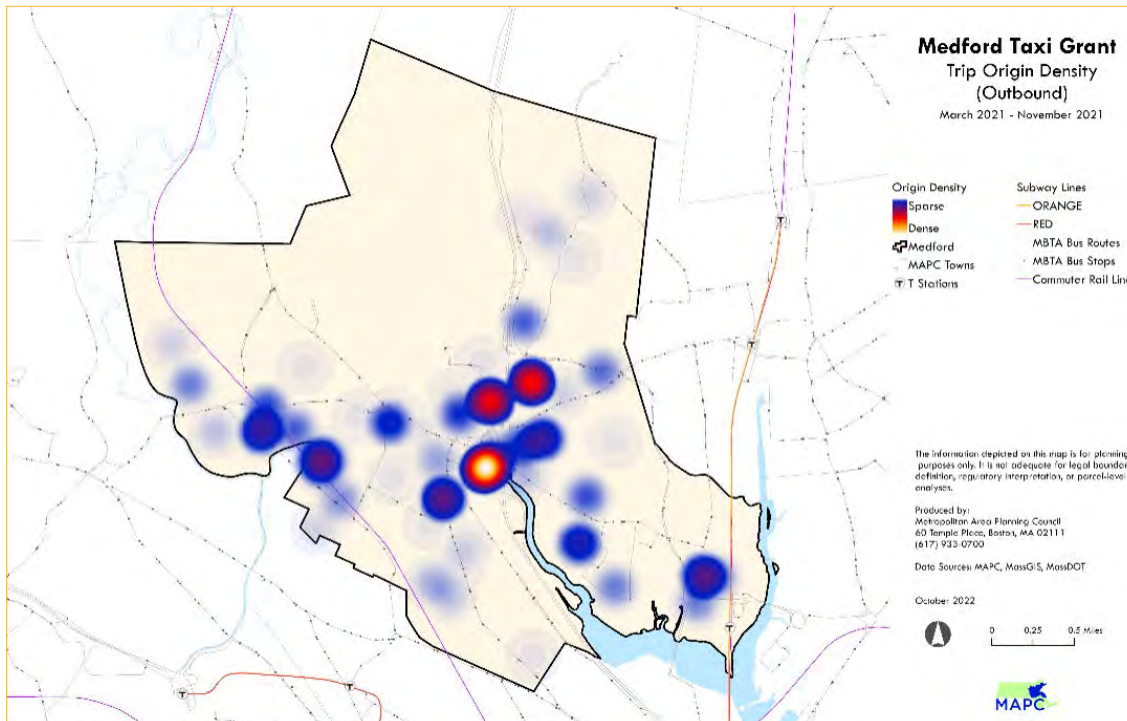 Medford Taxi Grant
Trip Origin Density
(Outbound)
March 2021 - November 2021
Origin Density
Sparse
Dense
Medford
MAPC Towns
T Stations
Subway Lines
ORANGE
RED
MBTA Bus Routes
MBTA Bus Stops
Commuter Rail Lin
The information depicted on this map is for planning
purposes only. It is not adequate for legal boundar
definition, regulatory interpretation, or parcel-level
analyses.
Produced by:
Metropolitan Area Planning Council
60 Temple Place, Boston, MA 02111
(617) 933-0700
Data Sources: MAPC, MassGIS, MassDOT
October 2022
0 0.25 0.5 Miles
MAPC
T
T
T
T
T